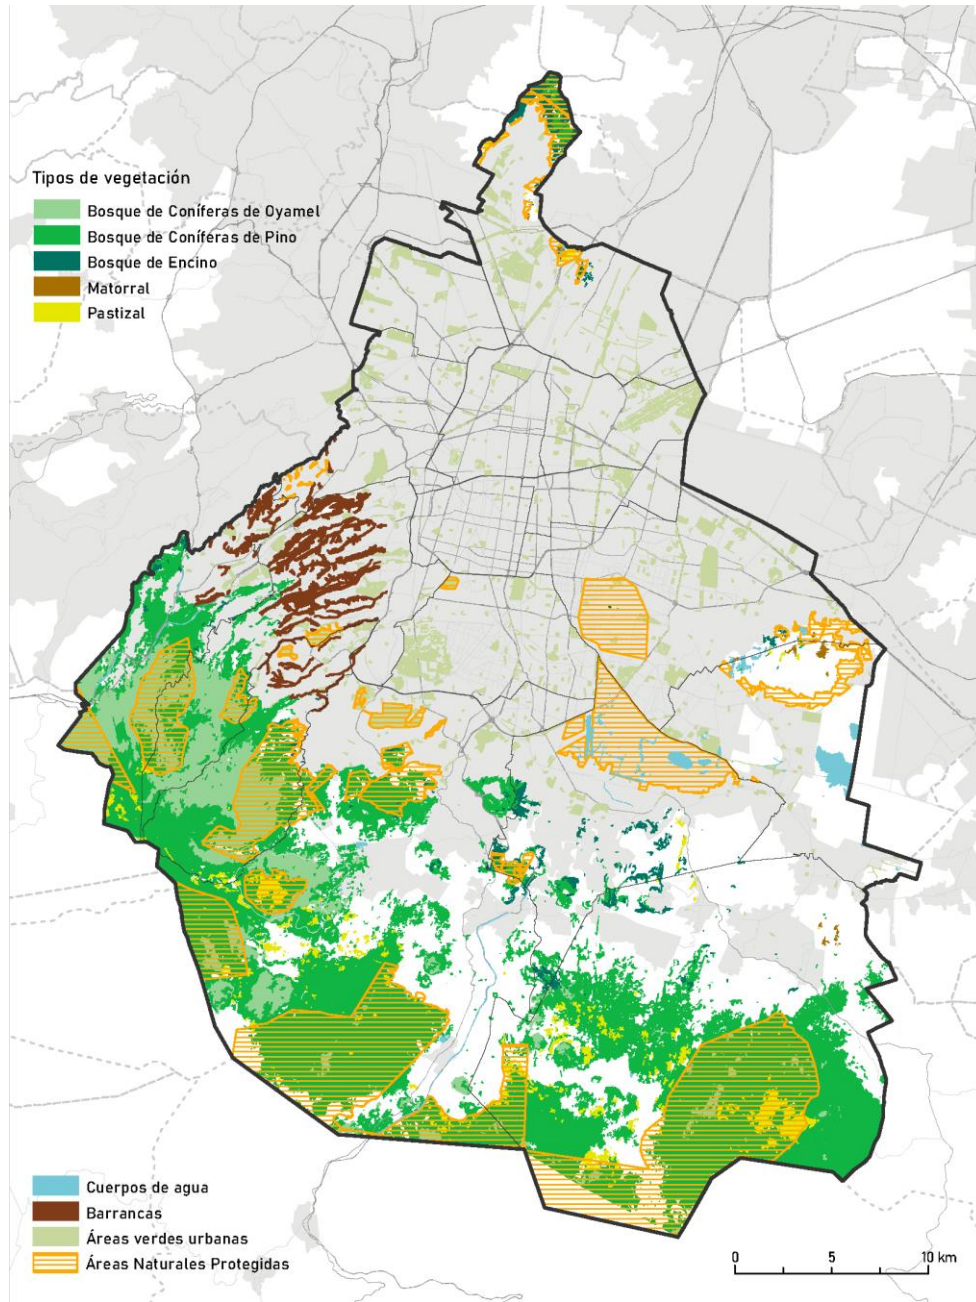 Tipos de vegetación
Bosque de Coníferas de Oyamel
Bosque de Coníferas de Pino
Bosque de Encino
Matorral
Pastizal
Cuerpos de agua
Barrancas
Áreas verdes urbanas
Áreas Naturales Protegidas
0 5 10 km